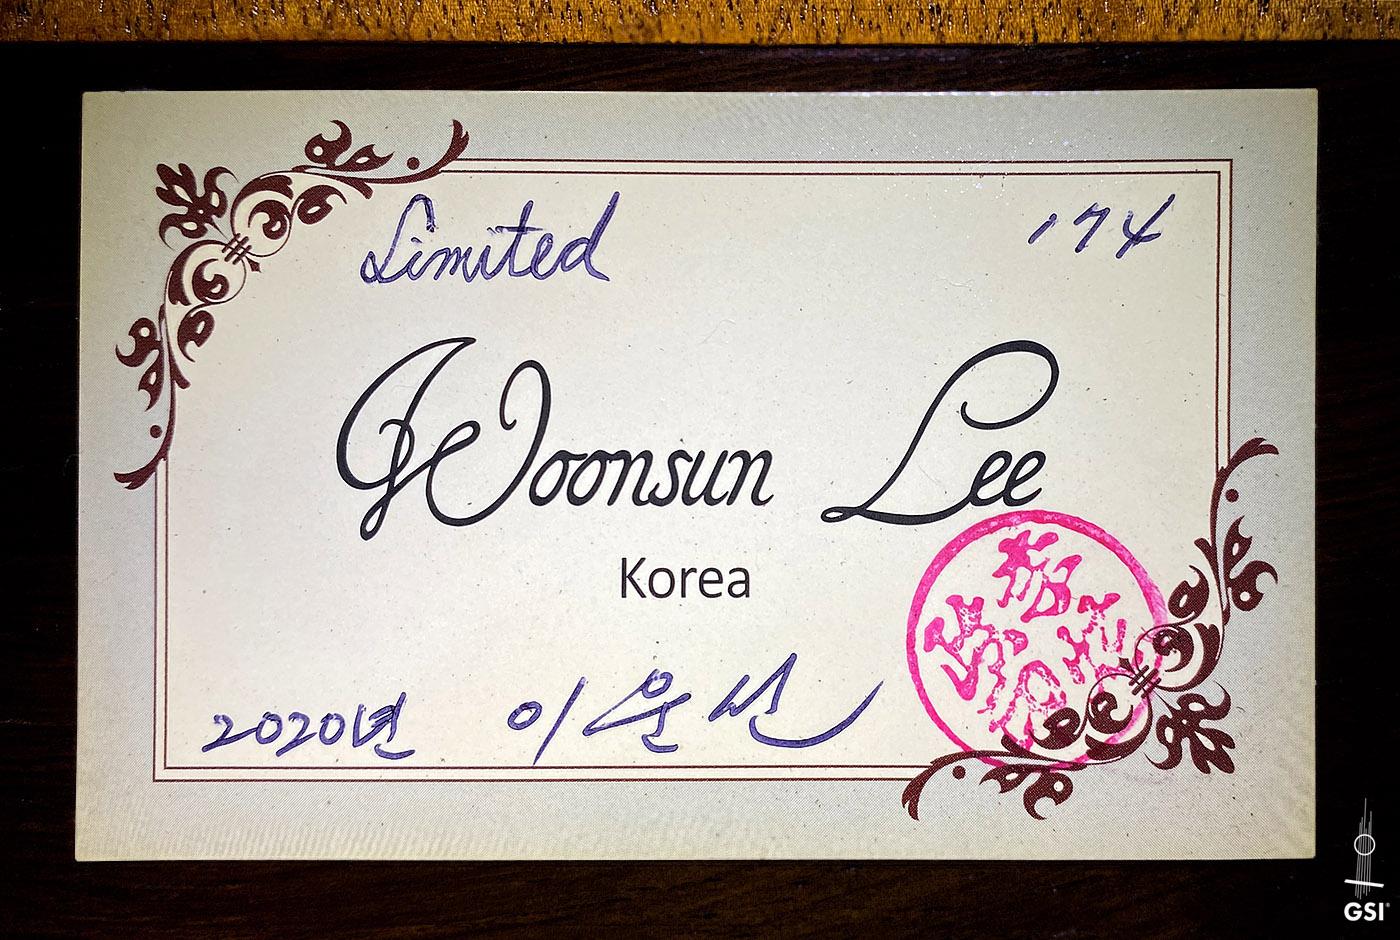 Limited 174
Woonsun Lee
Korea
2020년 이운선
GSI